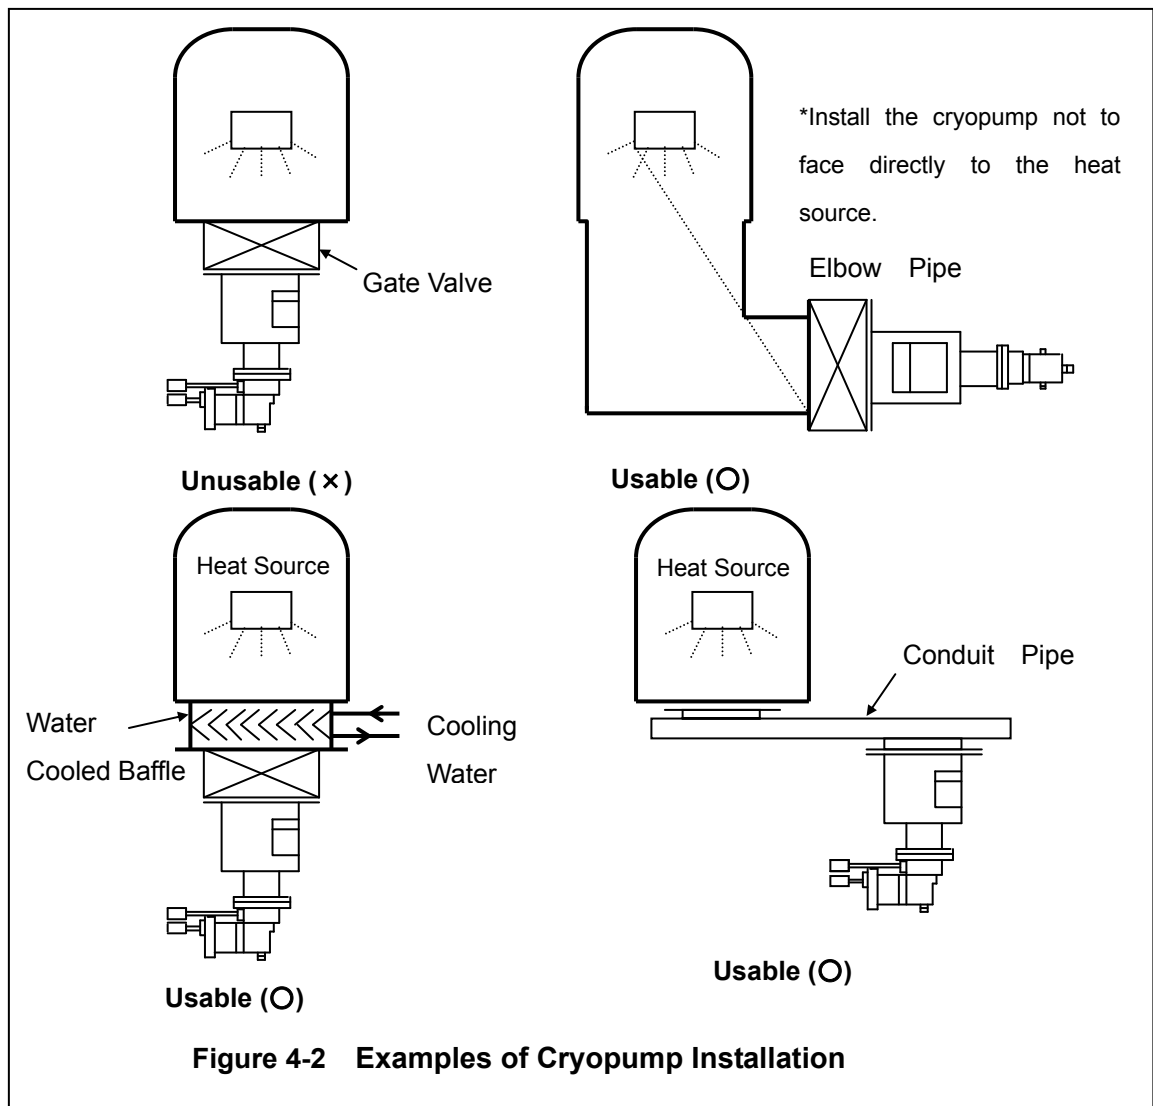 *Install the cryopump not to
face directly to the heat
source.
Elbow Pipe
Gate Valve
Unusable (×)
Usable (○)
Heat Source
Heat Source
Conduit Pipe
Water
Cooled Baffle
Cooling
Water
Usable (○)
Usable (○)
Figure 4-2 Examples of Cryopump Installation